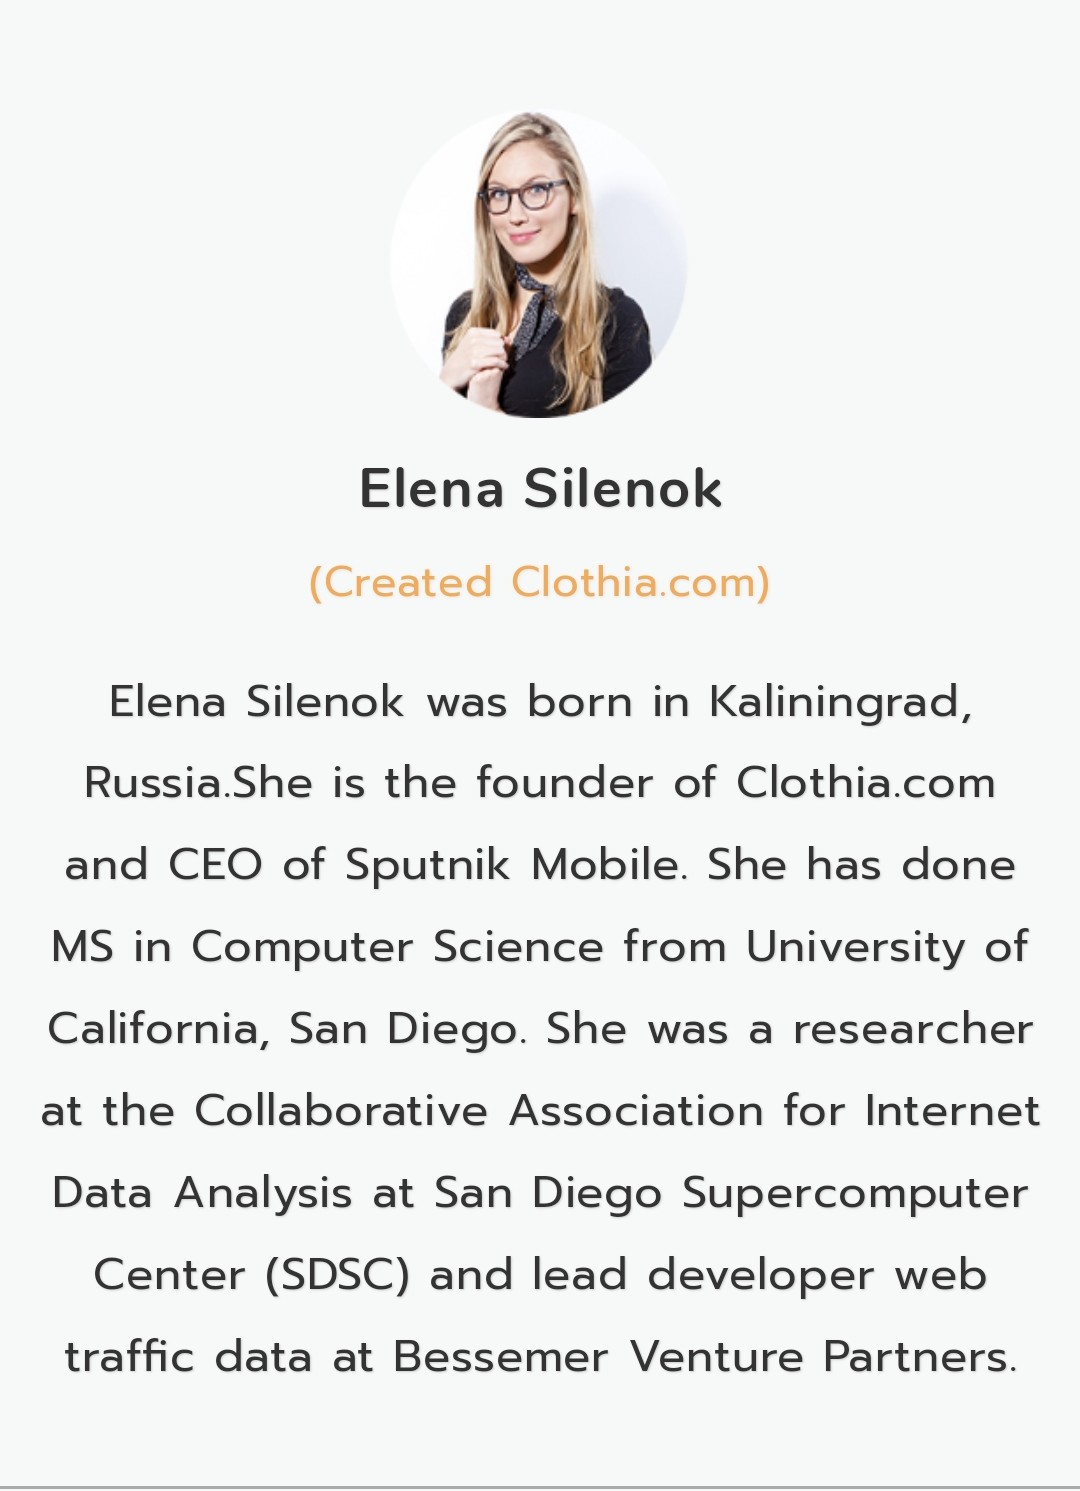 Elena Silenok
(Created Clothia.com)
Elena Silenok was born in Kaliningrad,
Russia.She is the founder of Clothia.com
and CEO of Sputnik Mobile. She has done
MS in Computer Science from University of
California, San Diego. She was a researcher
at the Collaborative Association for Internet
Data Analysis at San Diego Supercomputer
Center (SDSC) and lead developer web
traffic data at Bessemer Venture Partners.